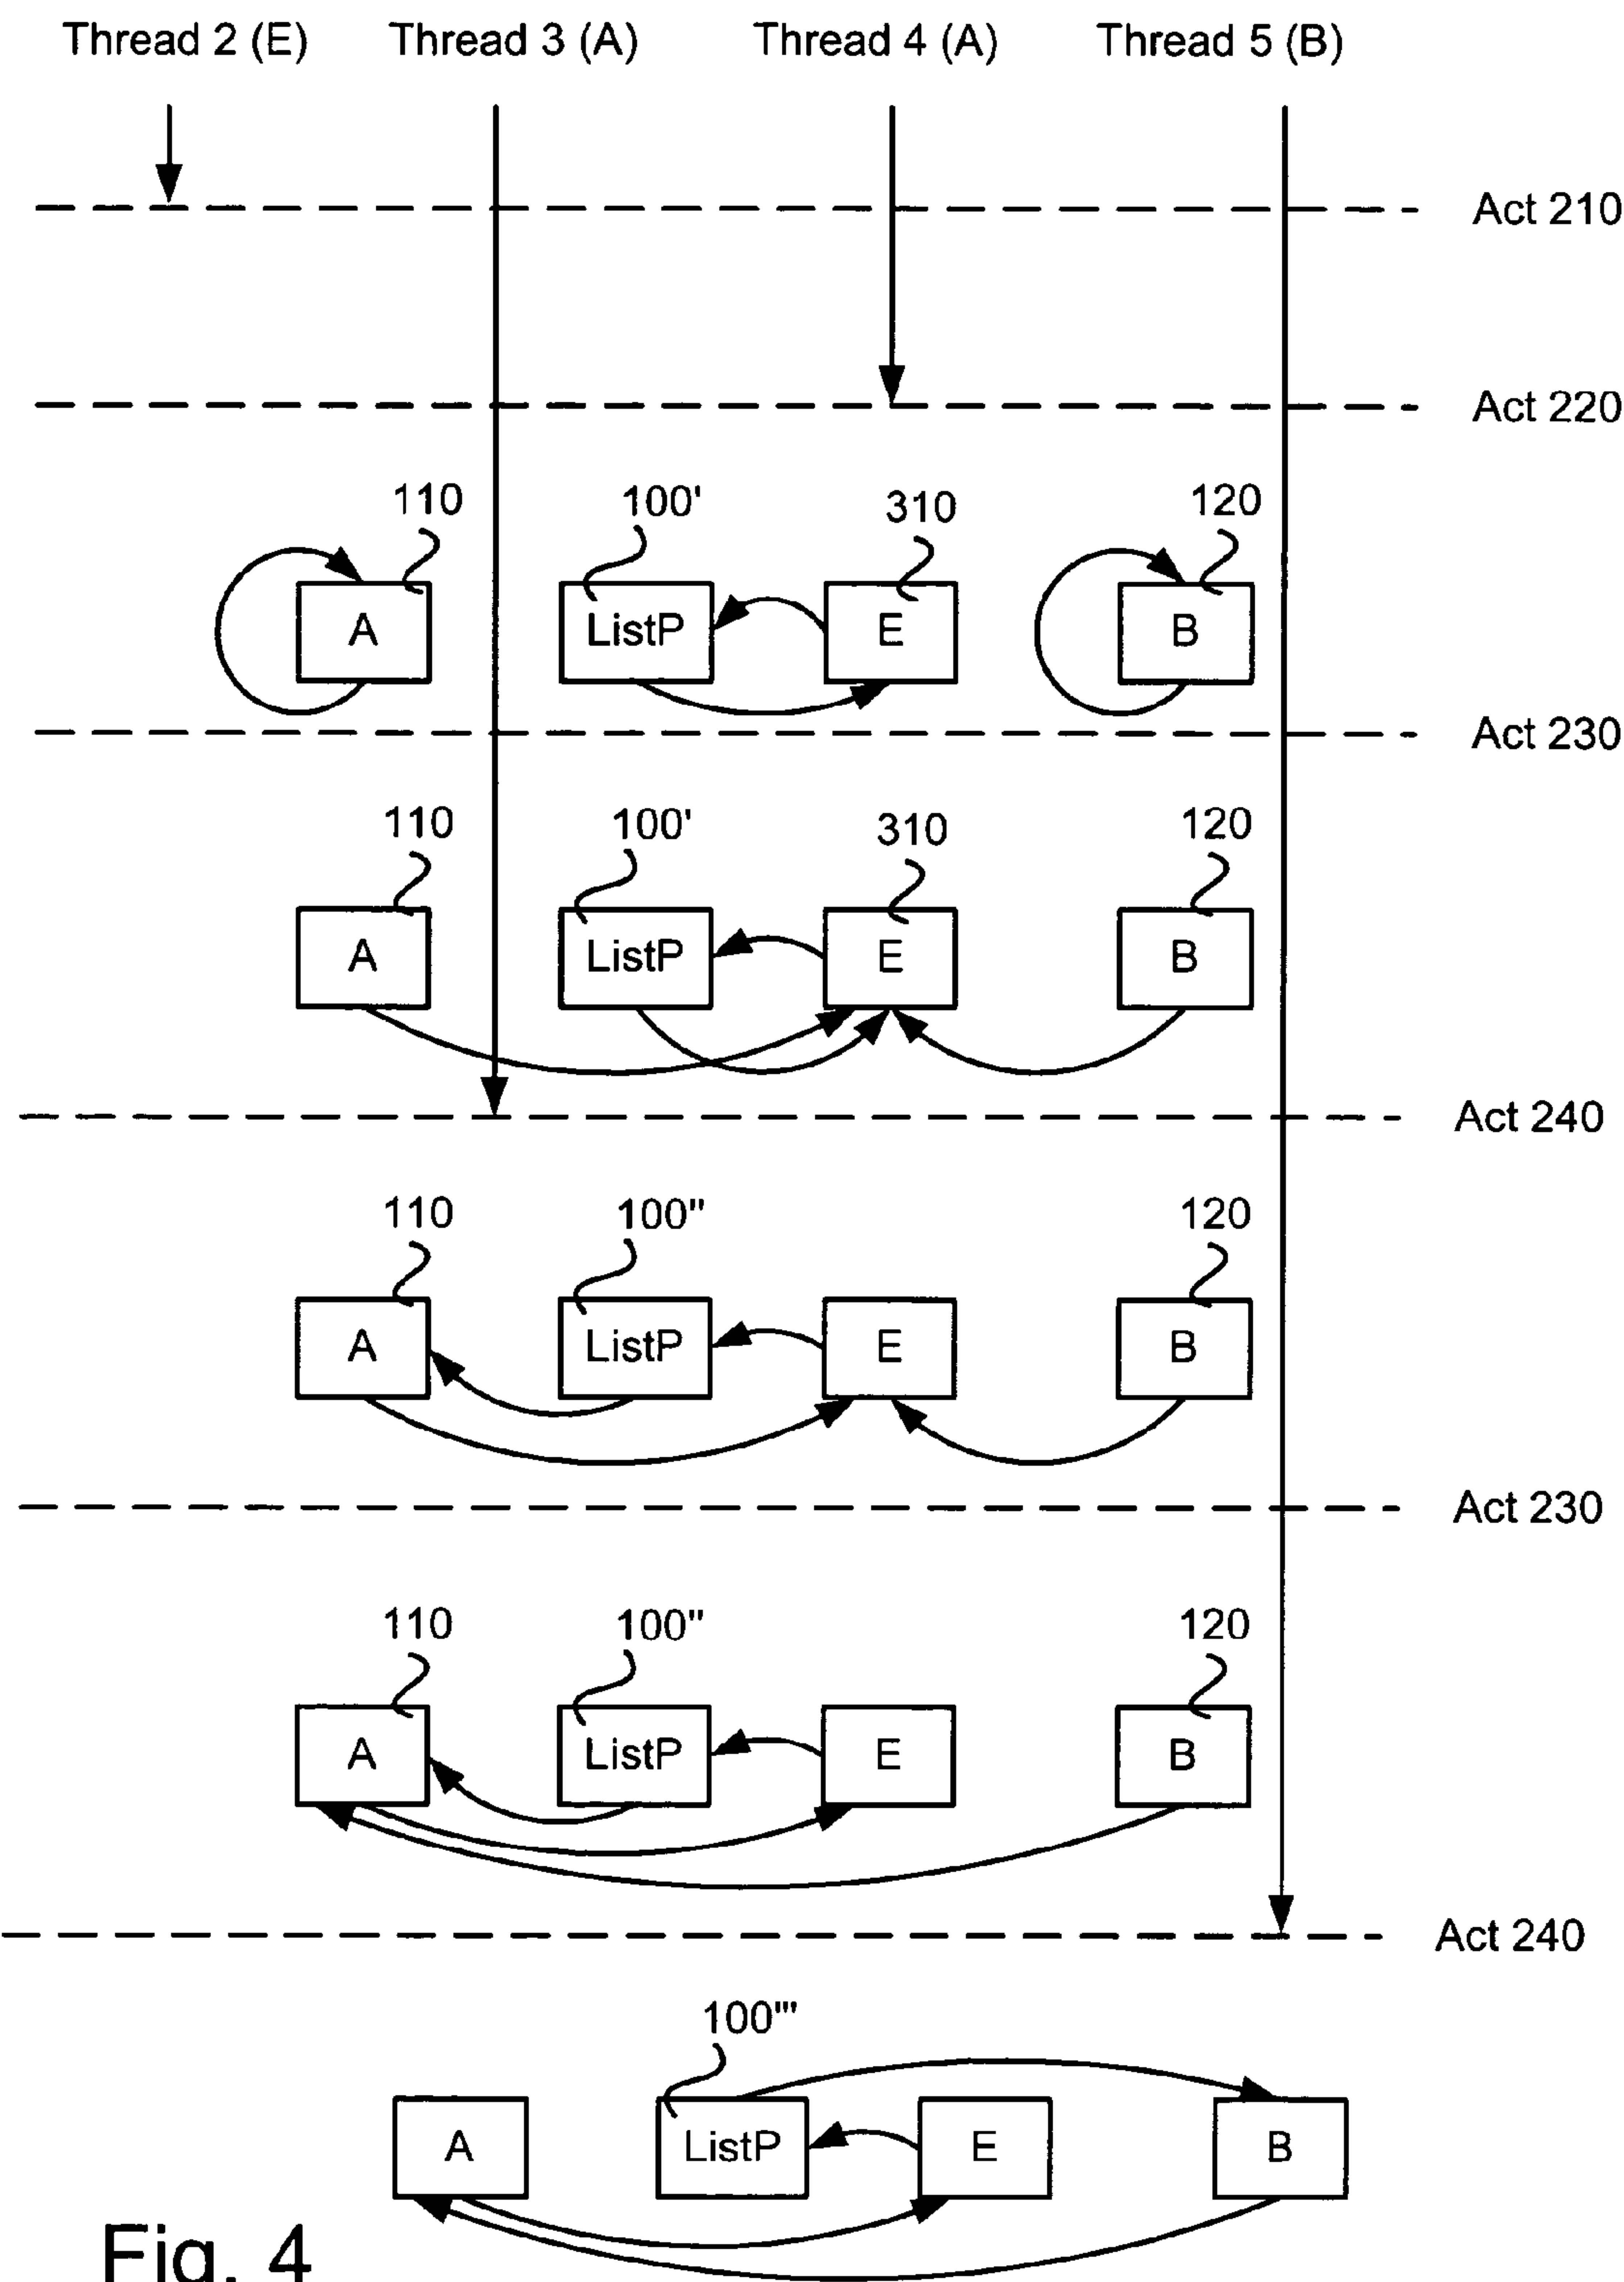 Thread 2 (E) Thread 3 (A) Thread 4 (A) Thread 5 (B)
Act 210
Act 220
110 100' 310 120
A ListP E B
Act 230
110 100' 310 120
A ListP E B
Act 240
110 100" 120
A ListP E B
Act 230
110 100" 120
A ListP E B
Act 240
100"'
A ListP E B
Fig. 4